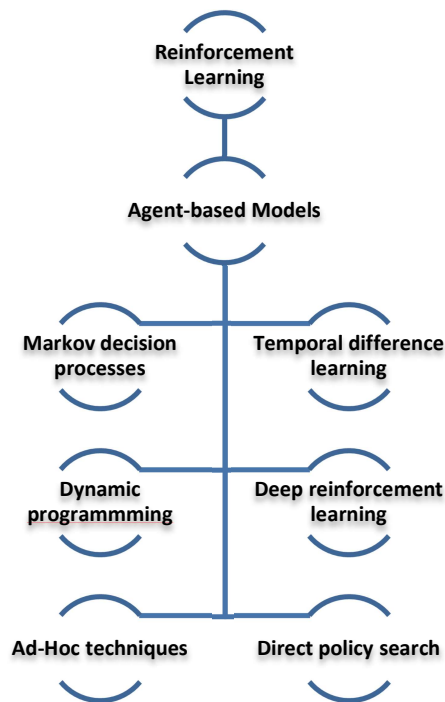 Reinforcement
Learning
Agent-based Models
Markov decision
processes
Temporal difference
learning
Dynamic
programmming
Deep reinforcement
learning
Ad-Hoc techniques
Direct policy search